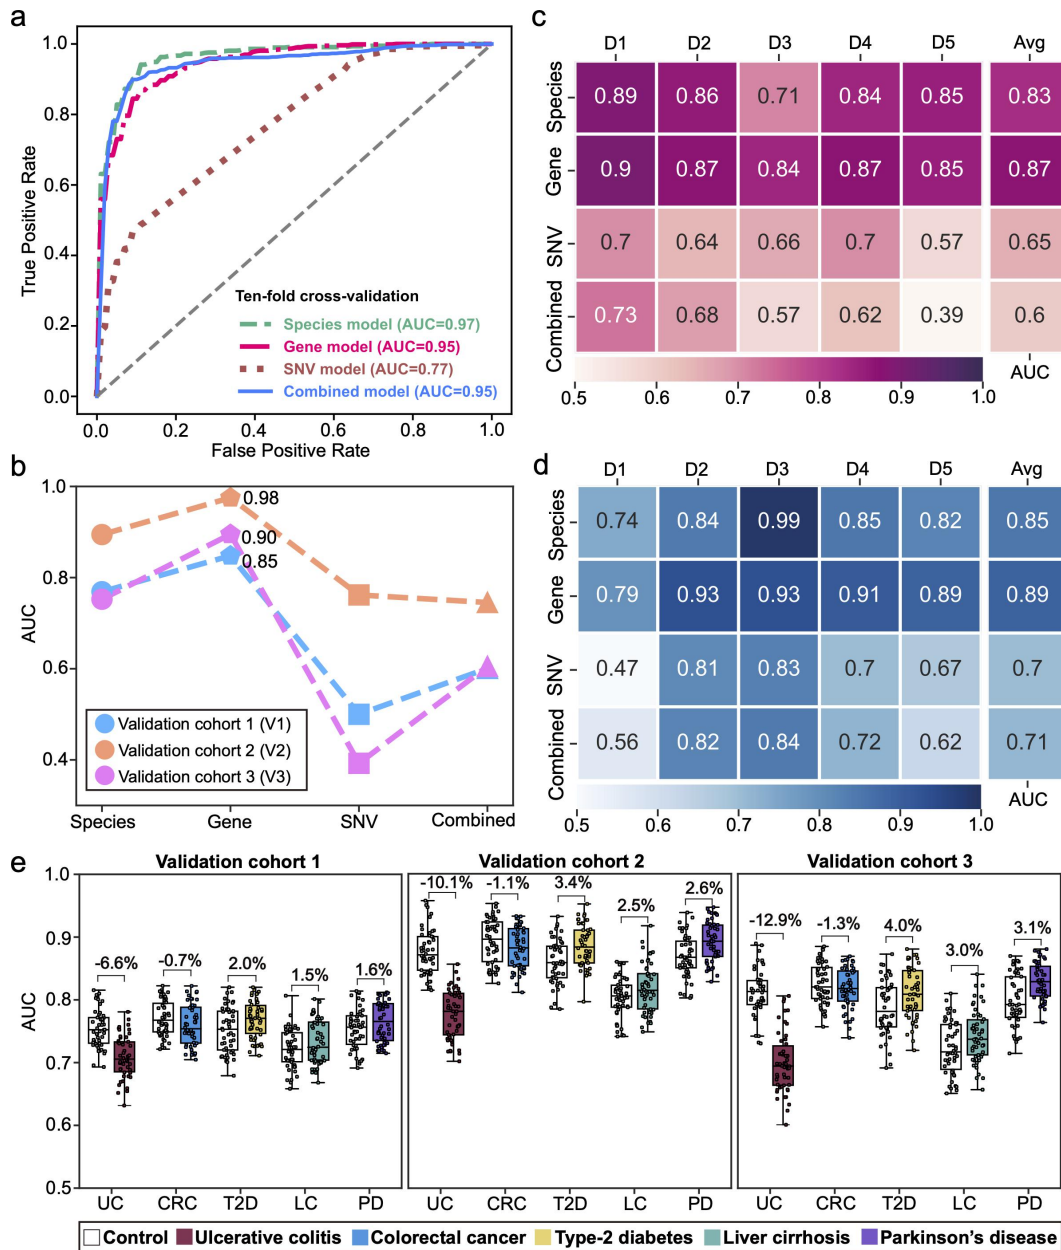 a
1.0
0.8
0.6
0.4
0.2
0.0
True Positive Rate
Ten-fold cross-validation
Species model (AUC=0.97)
Gene model (AUC=0.95)
SNV model (AUC=0.77)
Combined model (AUC=0.95)
0.0 0.2 0.4 0.6 0.8 1.0
False Positive Rate
c
D1 D2 D3 D4 D5 Avg
Species 0.89 0.86 0.71 0.84 0.85 0.83
Gene 0.9 0.87 0.84 0.87 0.85 0.87
SNV 0.7 0.64 0.66 0.7 0.57 0.65
Combined 0.73 0.68 0.57 0.62 0.39 0.6
AUC
0.5 0.6 0.7 0.8 0.9 1.0
b
1.0
0.8
0.6
0.4
AUC
0.98
0.90
0.85
Validation cohort 1 (V1)
Validation cohort 2 (V2)
Validation cohort 3 (V3)
Species Gene SNV Combined
d
D1 D2 D3 D4 D5 Avg
Species 0.74 0.84 0.99 0.85 0.82 0.85
Gene 0.79 0.93 0.93 0.91 0.89 0.89
SNV 0.47 0.81 0.83 0.7 0.67 0.7
Combined 0.56 0.82 0.84 0.72 0.62 0.71
AUC
0.5 0.6 0.7 0.8 0.9 1.0
e
Validation cohort 1 Validation cohort 2 Validation cohort 3
1.0
0.9
0.8
0.7
0.6
0.5
AUC
-6.6% -0.7% 2.0% 1.5% 1.6%
-10.1% -1.1% 3.4% 2.5% 2.6%
-12.9% -1.3% 4.0% 3.0% 3.1%
UC CRC T2D LC PD UC CRC T2D LC PD UC CRC T2D LC PD
Control Ulcerative colitis Colorectal cancer Type-2 diabetes Liver cirrhosis Parkinson's disease